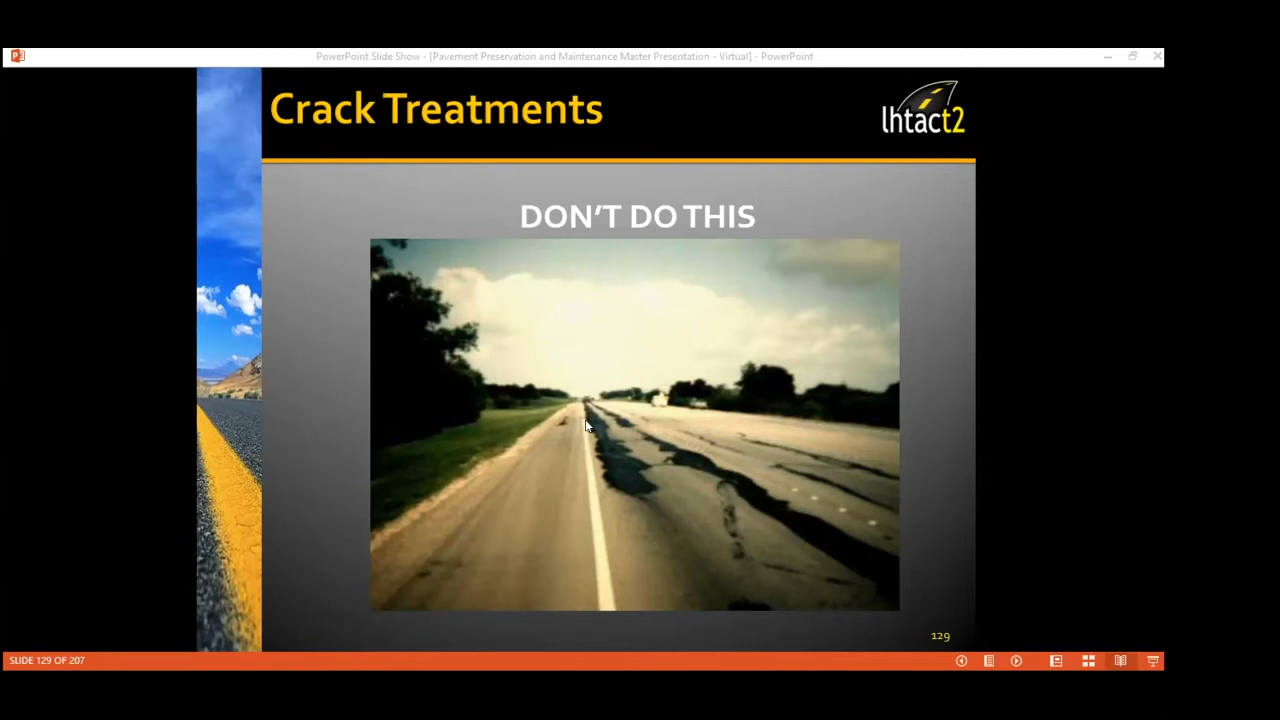 PowerPoint Slide Show - [Pavement Preservation and Maintenance Master Presentation - Virtual] - PowerPoint
Crack Treatments
lhtact2
DON'T DO THIS
129
SLIDE 129 OF 207